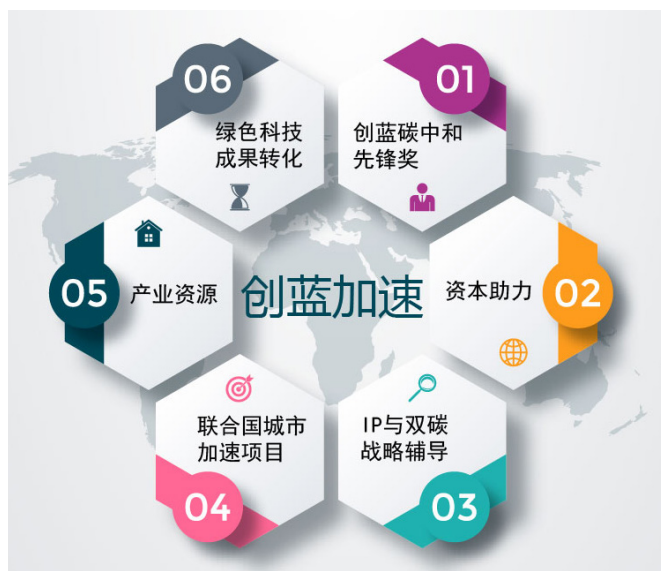 创蓝加速
01
创蓝碳中和
先锋奖
资本助力
02
IP与双碳
战略辅导
03
联合国城市
加速项目
04
05
产业资源
06
绿色科技
成果转化